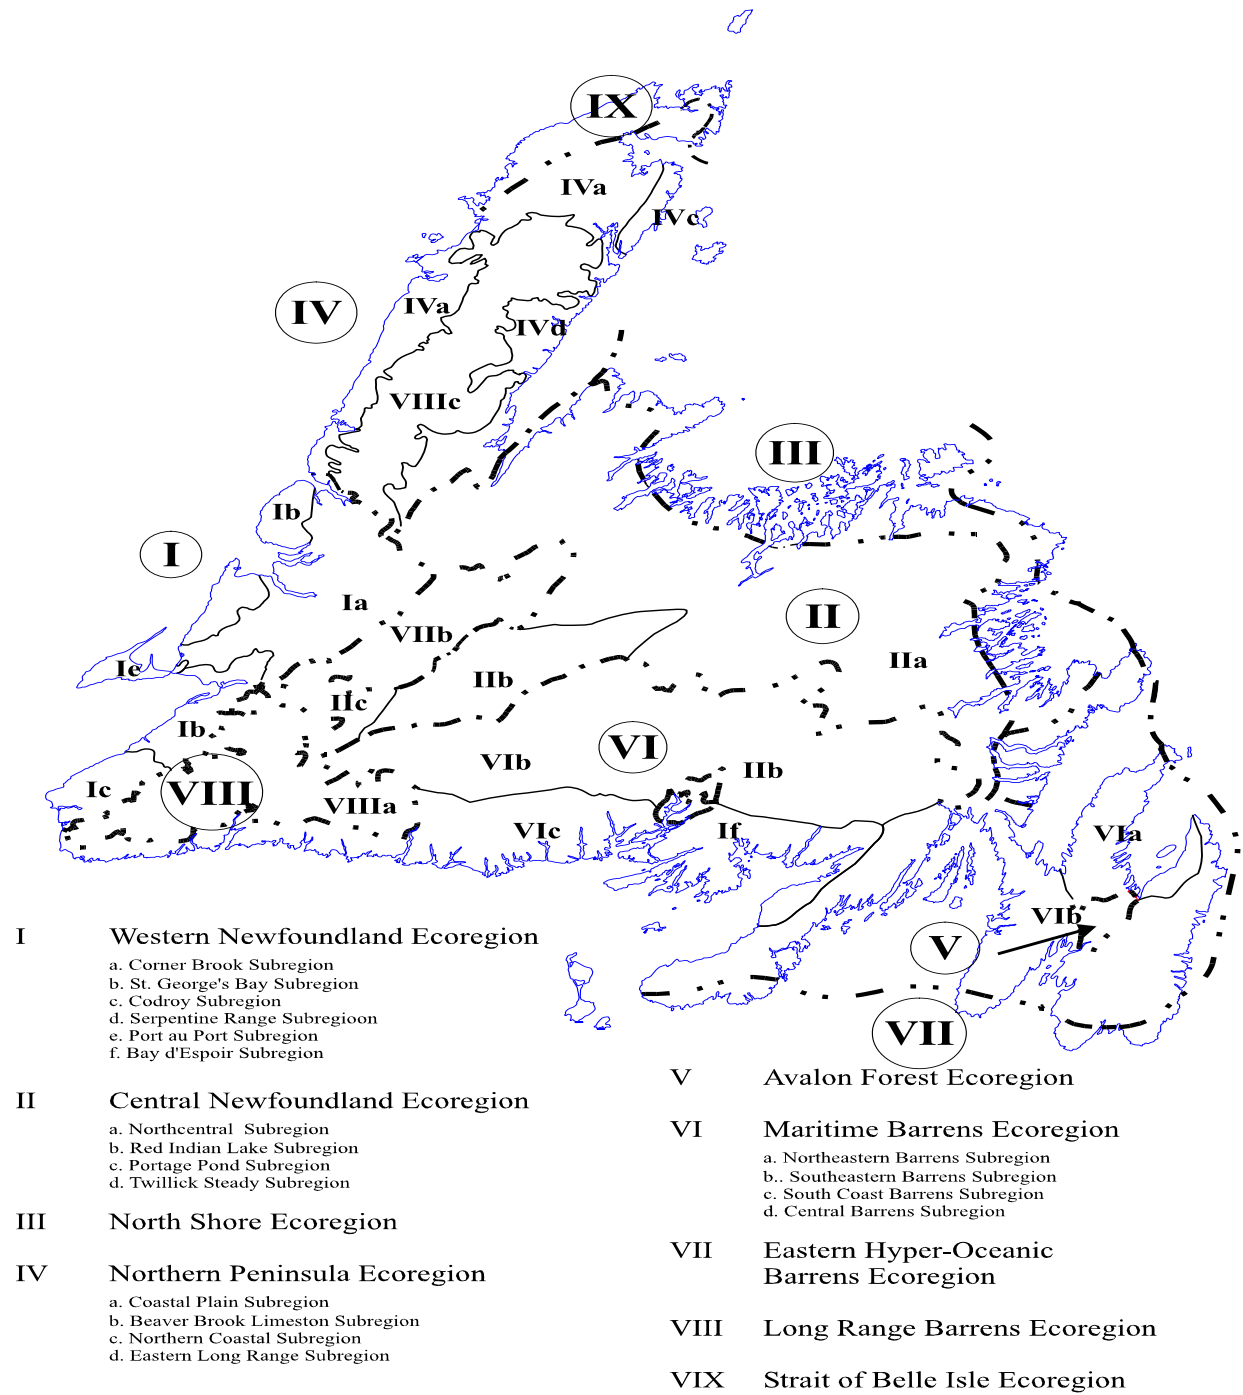 IX
IVa
IVc
IV
IVa
IVd
VIIIc
III
Ib
I
Ia
VIIb
II
IIa
Ie
IIb
IIc
Ib
VI
VIb
IIb
Ic
VIII
VIIIa
VIc
If
VIa
VIb
V
VII
I Western Newfoundland Ecoregion
a. Corner Brook Subregion
b. St. George's Bay Subregion
c. Codroy Subregion
d. Serpentine Range Subregioon
e. Port au Port Subregion
f. Bay d'Espoir Subregion
II Central Newfoundland Ecoregion
a. Northcentral Subregion
b. Red Indian Lake Subregion
c. Portage Pond Subregion
d. Twillick Steady Subregion
III North Shore Ecoregion
IV Northern Peninsula Ecoregion
a. Coastal Plain Subregion
b. Beaver Brook Limeston Subregion
c. Northern Coastal Subregion
d. Eastern Long Range Subregion
V Avalon Forest Ecoregion
VI Maritime Barrens Ecoregion
a. Northeastern Barrens Subregion
b.. Southeastern Barrens Subregion
c. South Coast Barrens Subregion
d. Central Barrens Subregion
VII Eastern Hyper-Oceanic
Barrens Ecoregion
VIII Long Range Barrens Ecoregion
VIX Strait of Belle Isle Ecoregion